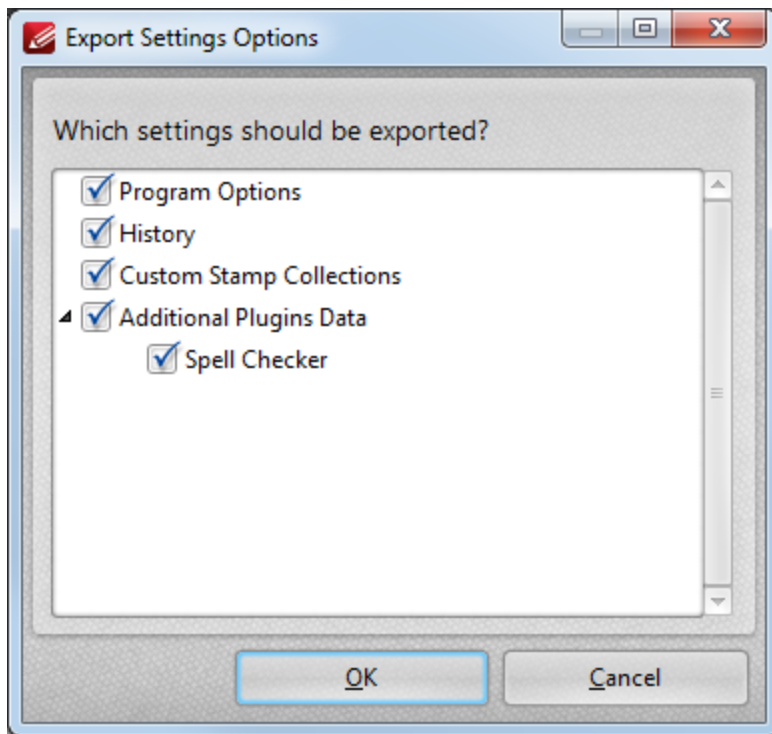 Export Settings Options
Which settings should be exported?
Program Options
History
Custom Stamp Collections
Additional Plugins Data
Spell Checker
OK
Cancel